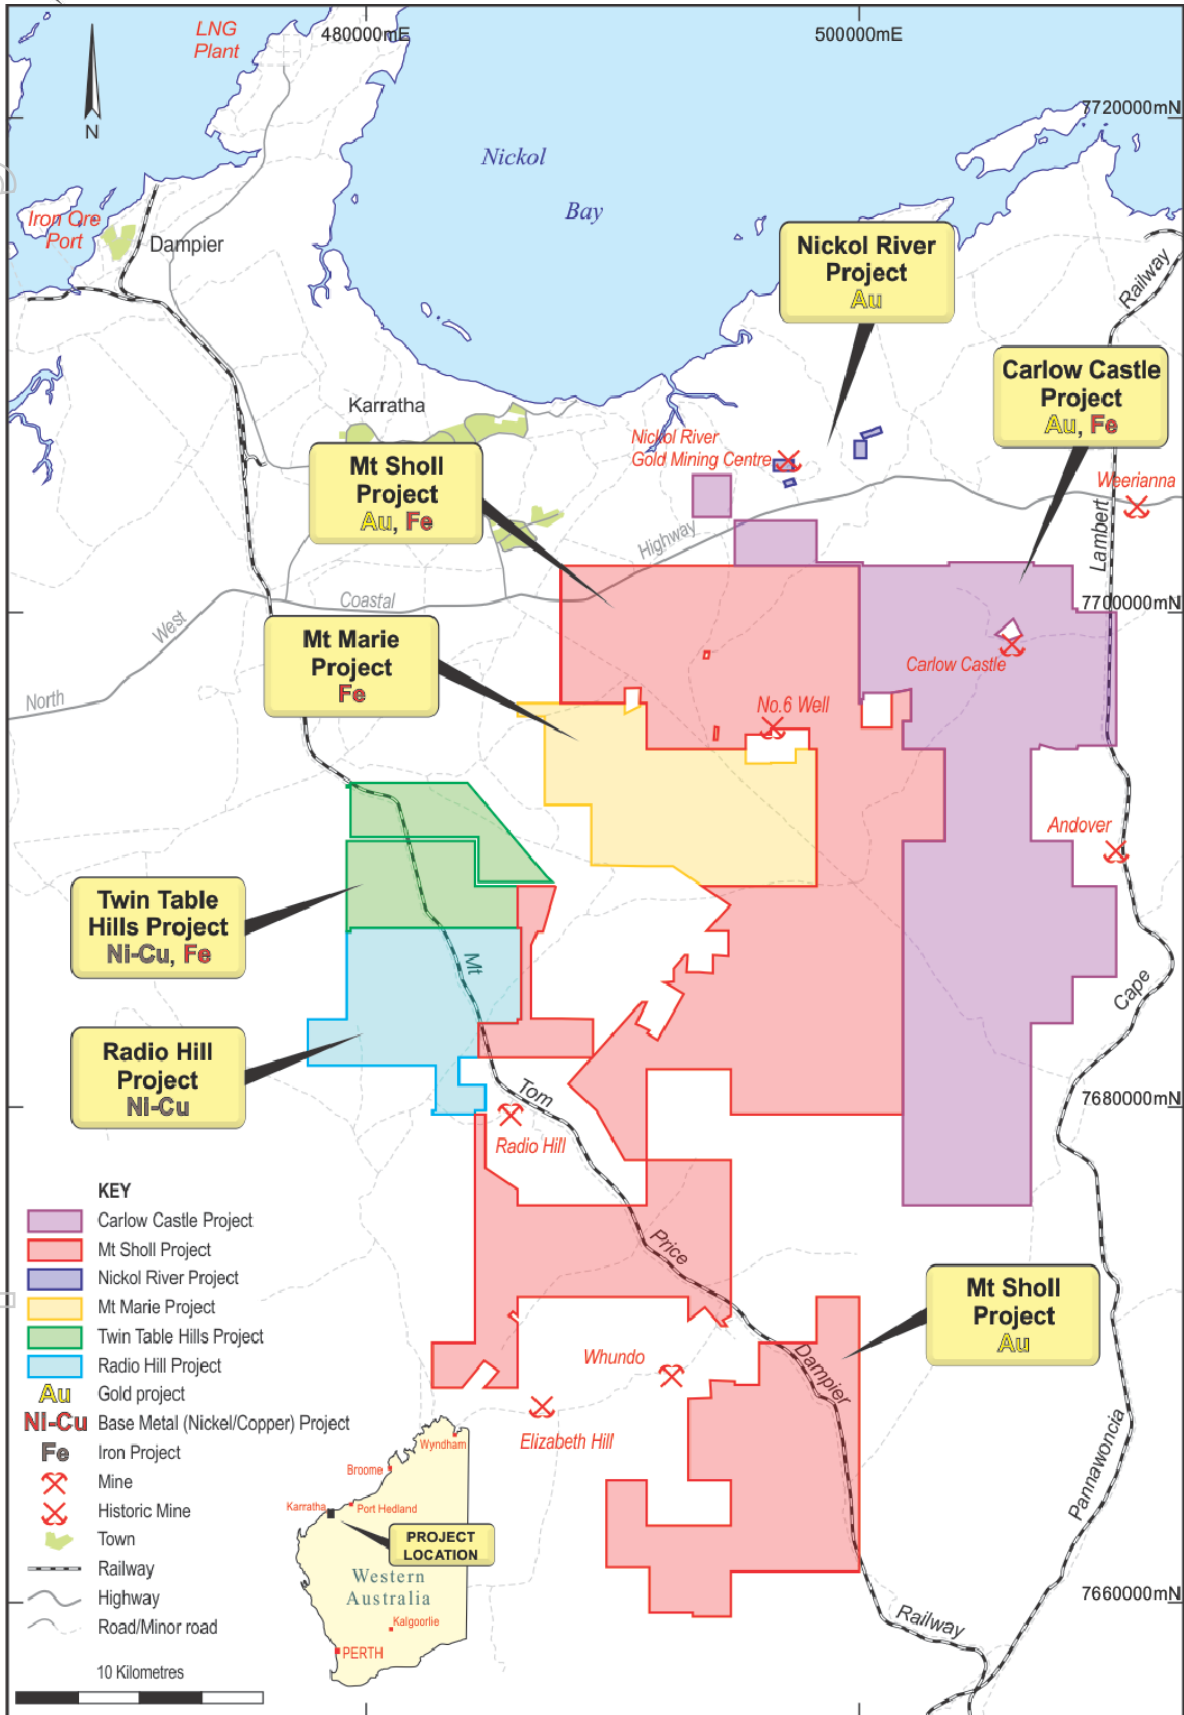 LNG
Plant
480000mE
500000mE
7720000mN
N
Nickol
Bay
Iron Ore
Port
Dampier
Nickol River
Project
Au
Railway
Carlow Castle
Project
Au, Fe
Karratha
Nickol River
Gold Mining Centre
Mt Sholl
Project
Au, Fe
Weerianna
Highway
Lambert
Coastal
7700000mN
West
Mt Marie
Project
Fe
Carlow Castle
North
No.6 Well
Andover
Twin Table
Hills Project
Ni-Cu, Fe
Mt
Cape
Radio Hill
Project
Ni-Cu
Tom
7680000mN
Radio Hill
KEY
Carlow Castle Project
Mt Sholl Project
Nickol River Project
Mt Marie Project
Twin Table Hills Project
Radio Hill Project
Au Gold project
Ni-Cu Base Metal (Nickel/Copper) Project
Fe Iron Project
Mine
Historic Mine
Town
Railway
Highway
Road/Minor road
10 Kilometres
Price
Mt Sholl
Project
Au
Whundo
Dampier
Elizabeth Hill
Pannawoncia
Wyndham
Broome
Karratha
Port Hedland
PROJECT
LOCATION
Western
Australia
Kalgoorlie
PERTH
7660000mN
Railway